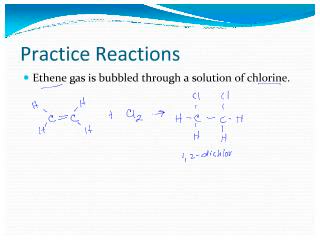 Practice Reactions
Ethene gas is bubbled through a solution of chlorine.
Cl Cl
H H
C = C + Cl2 → H - C - C - H
H H H H
1,2-dichlor